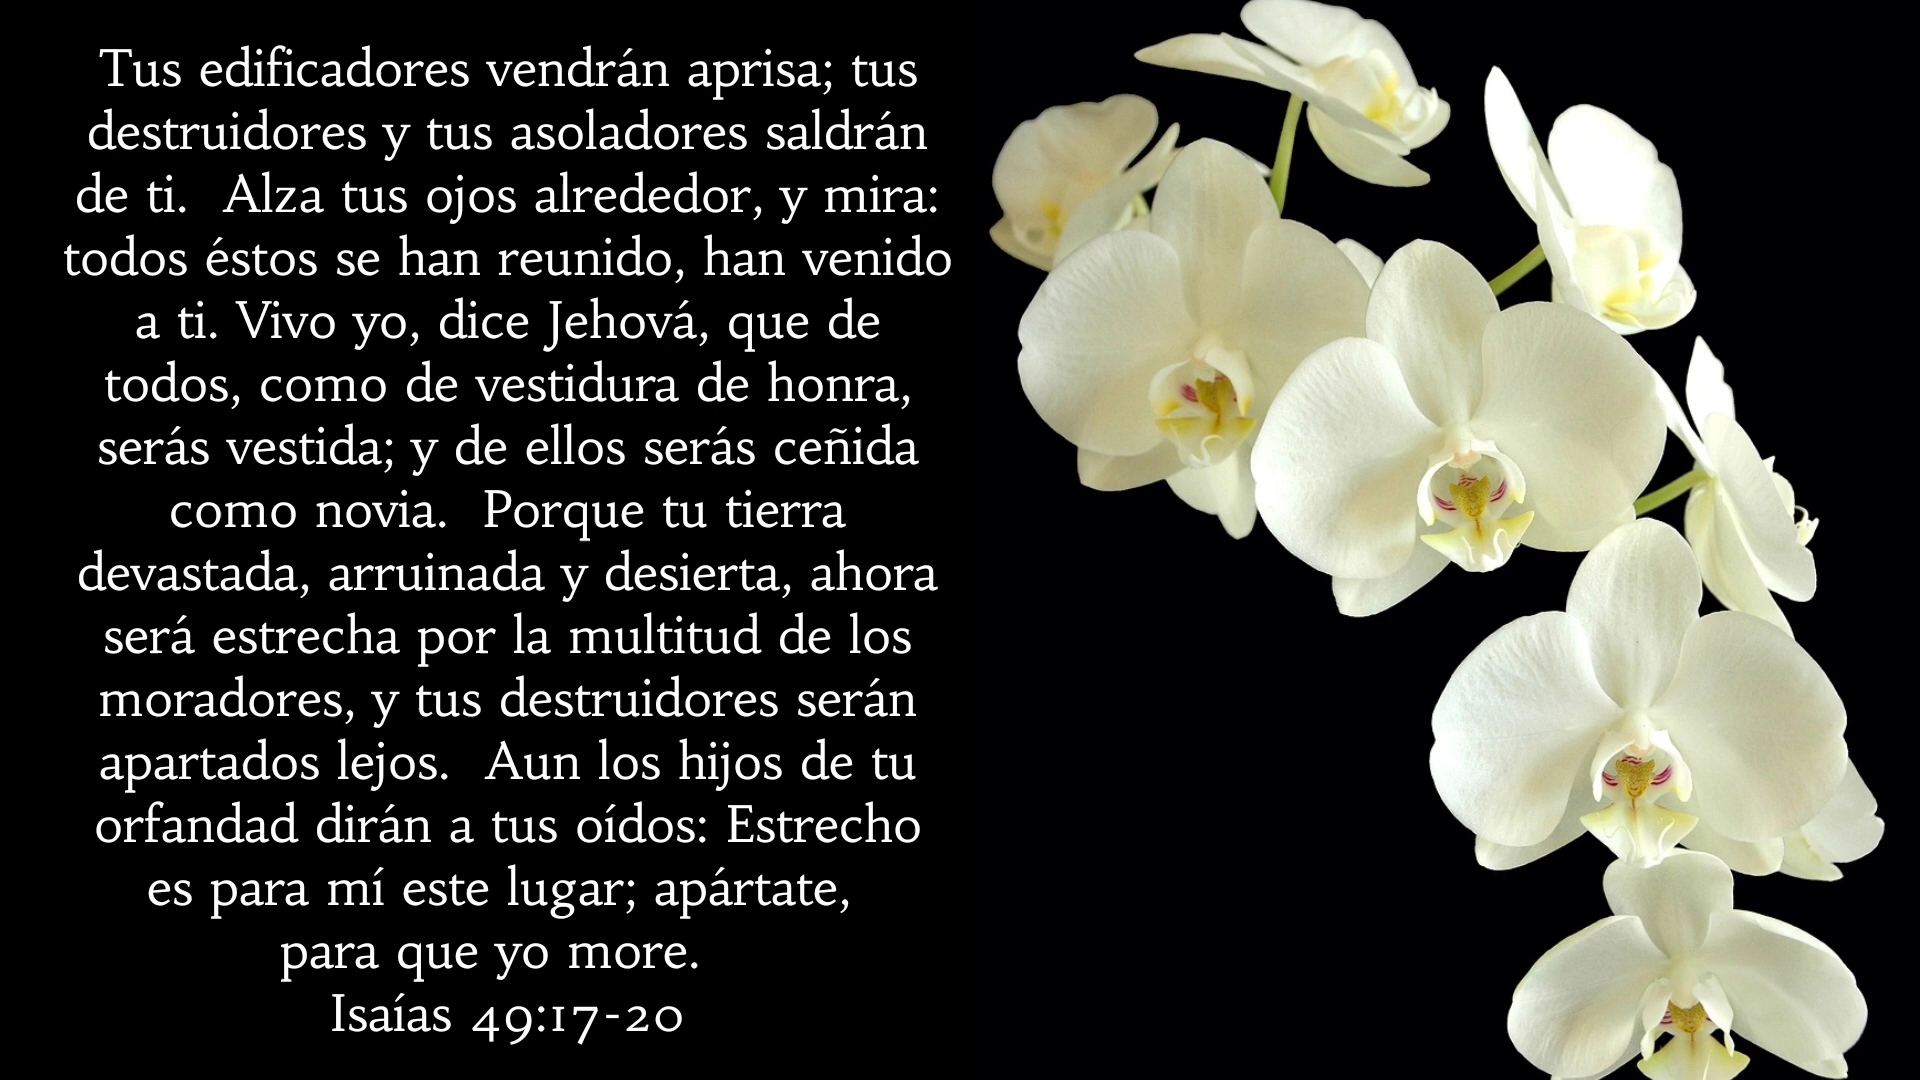 Tus edificadores vendrán aprisa; tus
destruidores y tus asoladores saldrán
de ti.  Alza tus ojos alrededor, y mira:
todos éstos se han reunido, han venido
a ti. Vivo yo, dice Jehová, que de
todos, como de vestidura de honra,
serás vestida; y de ellos serás ceñida
como novia.  Porque tu tierra
devastada, arruinada y desierta, ahora
será estrecha por la multitud de los
moradores, y tus destruidores serán
apartados lejos.  Aun los hijos de tu
orfandad dirán a tus oídos: Estrecho
es para mí este lugar; apártate,
para que yo more.
Isaías 49:17-20